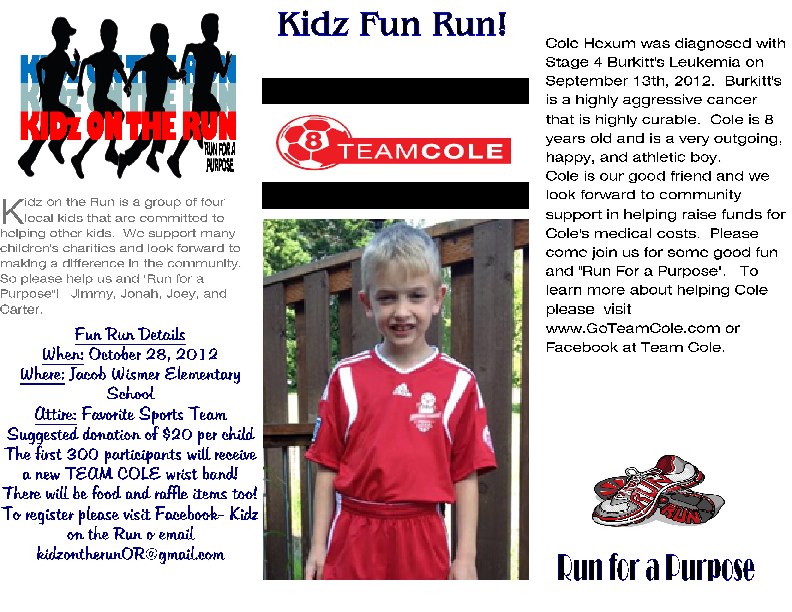 Kidz Fun Run!
KIDZ ON THE RUN
KIDZ ON THE RUN
KIDz ON THE RUN
RUN FOR A
PURPOSE
Kidz on the Run is a group of four
local kids that are committed to
helping other kids. We support many
children's charities and look forward to
making a difference in the community.
So please help us and 'Run for a
Purpose"! Jimmy, Jonah, Joey, and
Carter.
Fun Run Details
When: October 28, 2012
Where: Jacob Wismer Elementary
School
Attire: Favorite Sports Team
Suggested donation of $20 per child
The first 300 participants will receive
a new TEAM COLE wrist band!
There will be food and raffle items too!
To register please visit Facebook- Kidz
on the Run o email
kidzontherunOR@gmail.com
8
TEAMCOLE
Cole Hexum was diagnosed with
Stage 4 Burkitt's Leukemia on
September 13th, 2012. Burkitt's
is a highly aggressive cancer
that is highly curable. Cole is 8
years old and is a very outgoing,
happy, and athletic boy.
Cole is our good friend and we
look forward to community
support in helping raise funds for
Cole's medical costs. Please
come join us for some good fun
and "Run For a Purpose". To
learn more about helping Cole
please visit
www.GoTeamCole.com or
Facebook at Team Cole.
RUN
RUN
Run for a Purpose